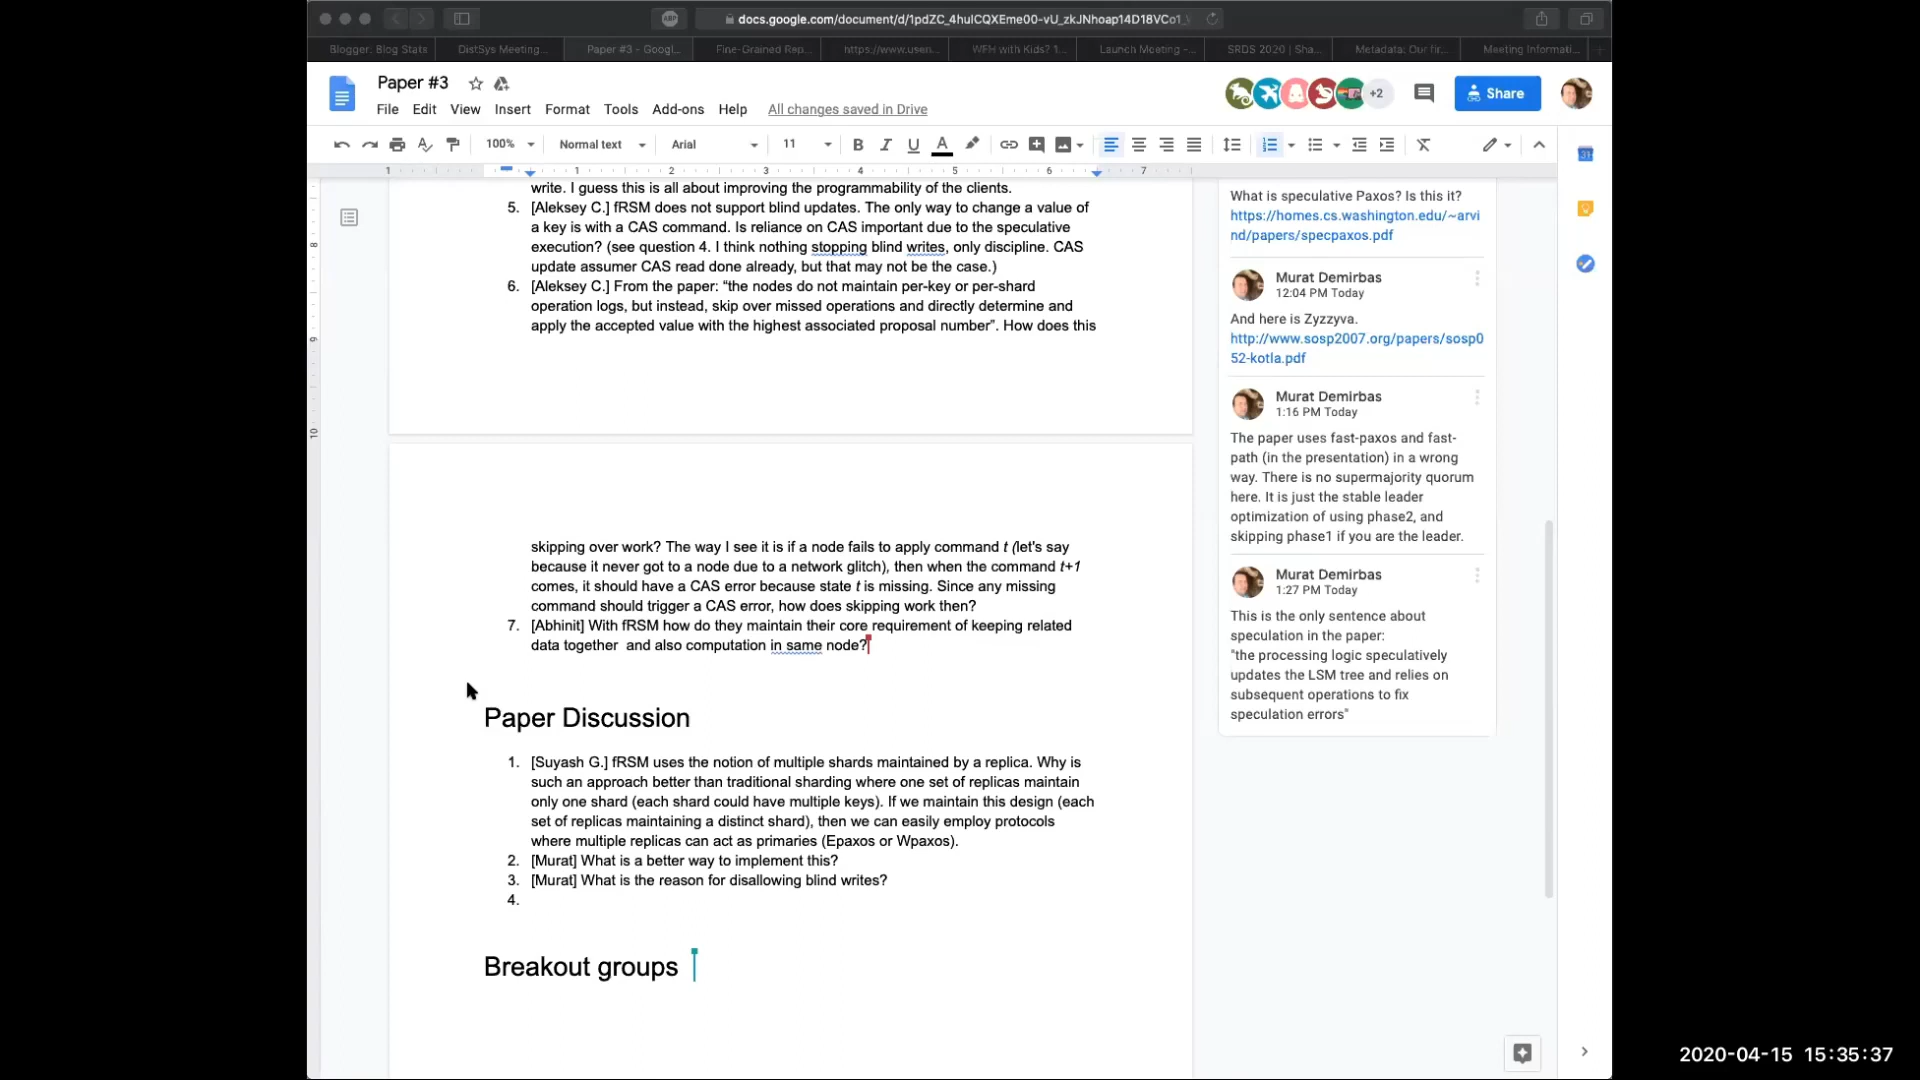 docs.google.com/document/d/1pdZC_4huICQXEme00-vU_zkJNhoap14D18VCo1_
Blogger: Blog Stats
DistSys Meeting...
Paper #3 - Googl...
Fine-Grained Rep...
https://www.usen...
WFH with Kids? 1...
Launch Meeting -...
SRDS 2020 | Sha...
Metadata: Our fir...
Meeting Informati...
Paper #3
File Edit View Insert Format Tools Add-ons Help All changes saved in Drive
+2
Share
100% Normal text Arial 11
1 1 2 3 4 5 6 7
8
9
10
write. I guess this is all about improving the programmability of the clients.
5. [Aleksey C.] fRSM does not support blind updates. The only way to change a value of
a key is with a CAS command. Is reliance on CAS important due to the speculative
execution? (see question 4. I think nothing stopping blind writes, only discipline. CAS
update assumer CAS read done already, but that may not be the case.)
6. [Aleksey C.] From the paper: “the nodes do not maintain per-key or per-shard
operation logs, but instead, skip over missed operations and directly determine and
apply the accepted value with the highest associated proposal number”. How does this
skipping over work? The way I see it is if a node fails to apply command t (let's say
because it never got to a node due to a network glitch), then when the command t+1
comes, it should have a CAS error because state t is missing. Since any missing
command should trigger a CAS error, how does skipping work then?
7. [Abhinit] With fRSM how do they maintain their core requirement of keeping related
data together  and also computation in same node?
Paper Discussion
1. [Suyash G.] fRSM uses the notion of multiple shards maintained by a replica. Why is
such an approach better than traditional sharding where one set of replicas maintain
only one shard (each shard could have multiple keys). If we maintain this design (each
set of replicas maintaining a distinct shard), then we can easily employ protocols
where multiple replicas can act as primaries (Epaxos or Wpaxos).
2. [Murat] What is a better way to implement this?
3. [Murat] What is the reason for disallowing blind writes?
4.
Breakout groups
What is speculative Paxos? Is this it?
https://homes.cs.washington.edu/~arvi
nd/papers/specpaxos.pdf
Murat Demirbas
12:04 PM Today
And here is Zyzzyva.
http://www.sosp2007.org/papers/sosp0
52-kotla.pdf
Murat Demirbas
1:16 PM Today
The paper uses fast-paxos and fast-
path (in the presentation) in a wrong
way. There is no supermajority quorum
here. It is just the stable leader
optimization of using phase2, and
skipping phase1 if you are the leader.
Murat Demirbas
1:27 PM Today
This is the only sentence about
speculation in the paper:
"the processing logic speculatively
updates the LSM tree and relies on
subsequent operations to fix
speculation errors"
2020-04-15 15:35:37